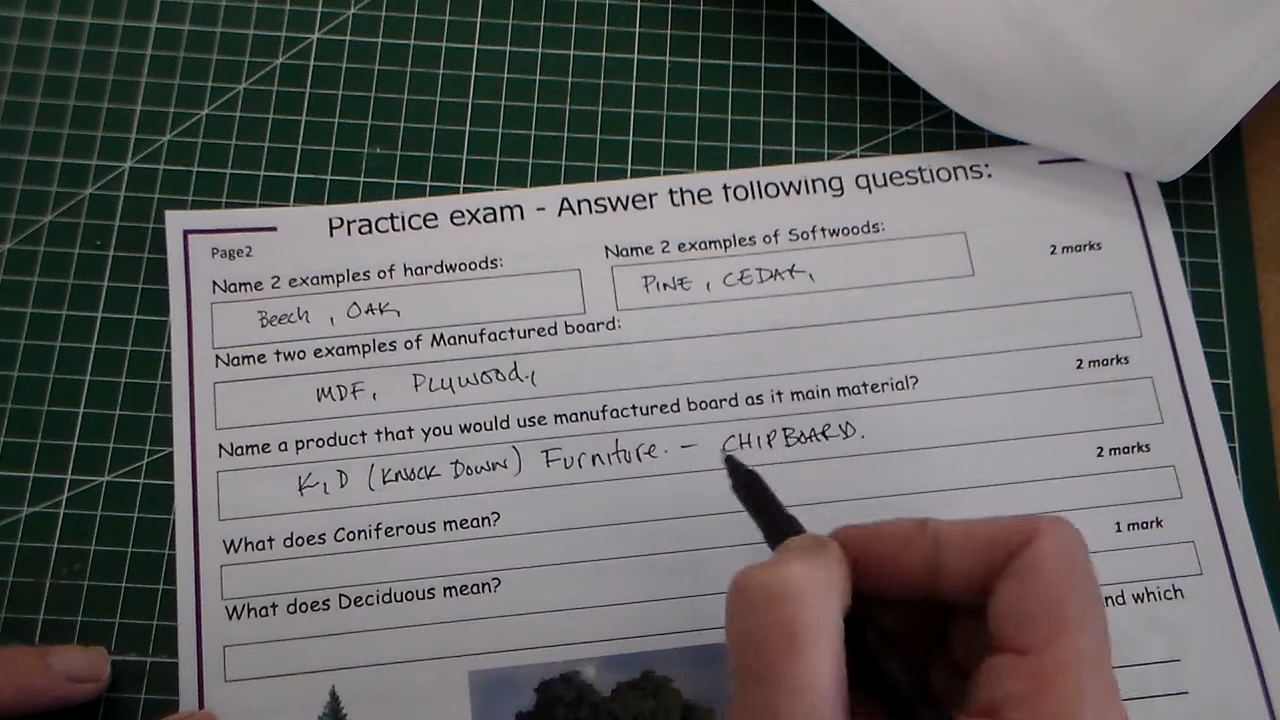 Practice exam - Answer the following questions:
Page2
Name 2 examples of hardwoods:
Name 2 examples of Softwoods:
2 marks
Beech, OAK,
PINE, CEDAR,
Name two examples of Manufactured board:
MDF, Plywood,
2 marks
Name a product that you would use manufactured board as it main material?
K,D (Knock Down) Furniture. - CHIPBOARD.
2 marks
What does Coniferous mean?
1 mark
What does Deciduous mean?
nd which